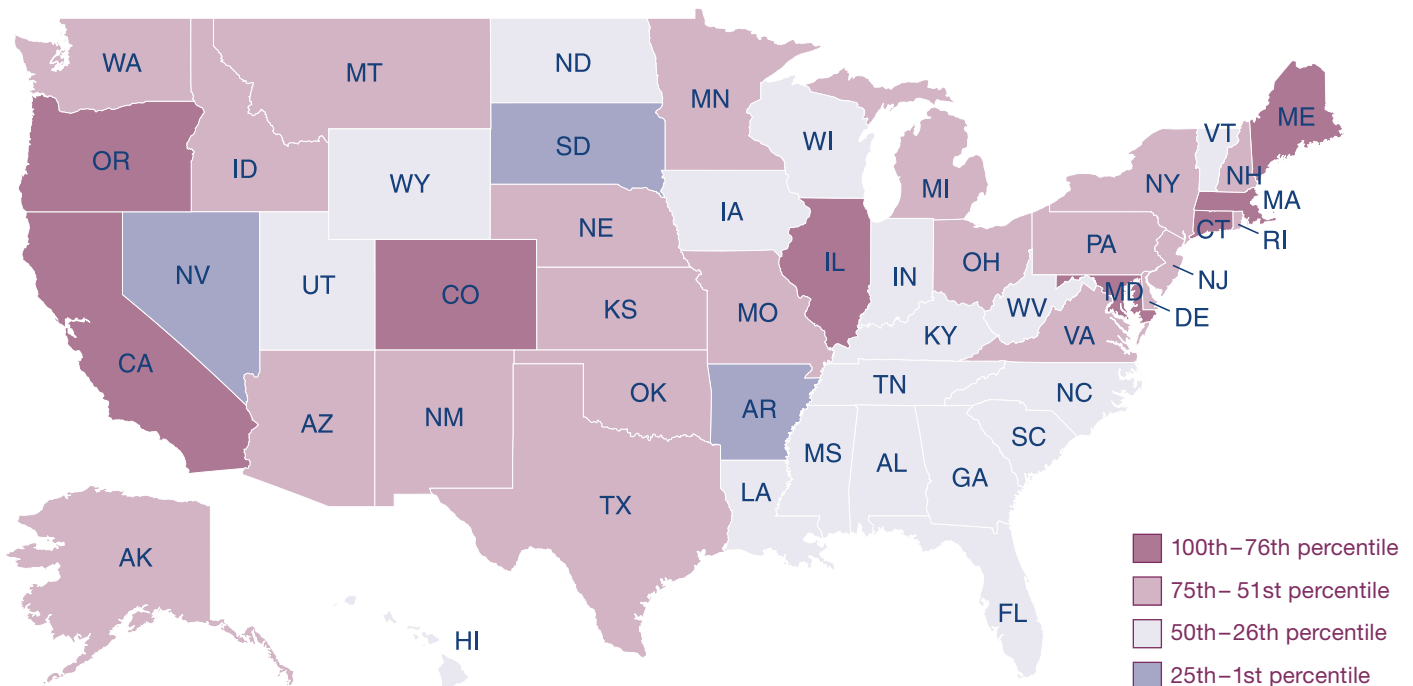 WA
MT
ND
MN
OR
ID
WY
SD
WI
MI
VT
ME
NH
NY
MA
CT
RI
NV
UT
CO
NE
IA
IL
IN
OH
PA
NJ
MD
DE
CA
KS
MO
KY
WV
VA
AZ
NM
OK
AR
TN
NC
SC
MS
AL
GA
LA
TX
FL
AK
HI
100th–76th percentile
75th–51st percentile
50th–26th percentile
25th–1st percentile